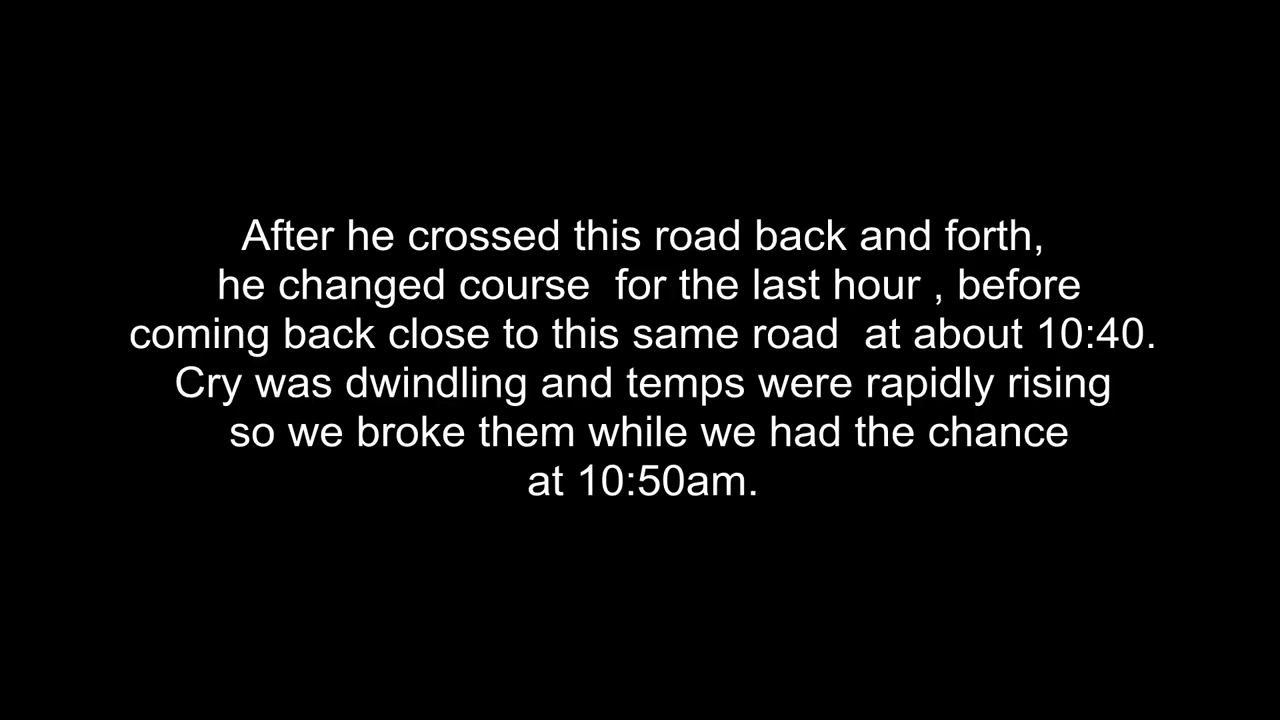 After he crossed this road back and forth,
he changed course  for the last hour , before
coming back close to this same road  at about 10:40.
Cry was dwindling and temps were rapidly rising
so we broke them while we had the chance
at 10:50am.